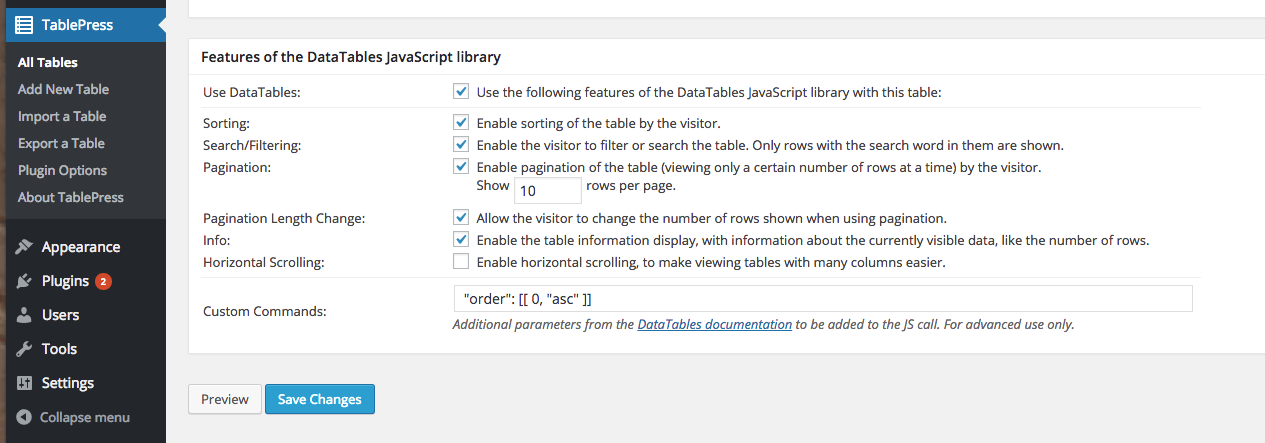 TablePress
All Tables
Add New Table
Import a Table
Export a Table
Plugin Options
About TablePress
Appearance
Plugins 2
Users
Tools
Settings
Collapse menu
Features of the DataTables JavaScript library
Use DataTables: Use the following features of the DataTables JavaScript library with this table:
Sorting: Enable sorting of the table by the visitor.
Search/Filtering: Enable the visitor to filter or search the table. Only rows with the search word in them are shown.
Pagination: Enable pagination of the table (viewing only a certain number of rows at a time) by the visitor.
Show 10 rows per page.
Pagination Length Change: Allow the visitor to change the number of rows shown when using pagination.
Info: Enable the table information display, with information about the currently visible data, like the number of rows.
Horizontal Scrolling: Enable horizontal scrolling, to make viewing tables with many columns easier.
Custom Commands: "order": [[ 0, "asc" ]]
Additional parameters from the DataTables documentation to be added to the JS call. For advanced use only.
Preview Save Changes